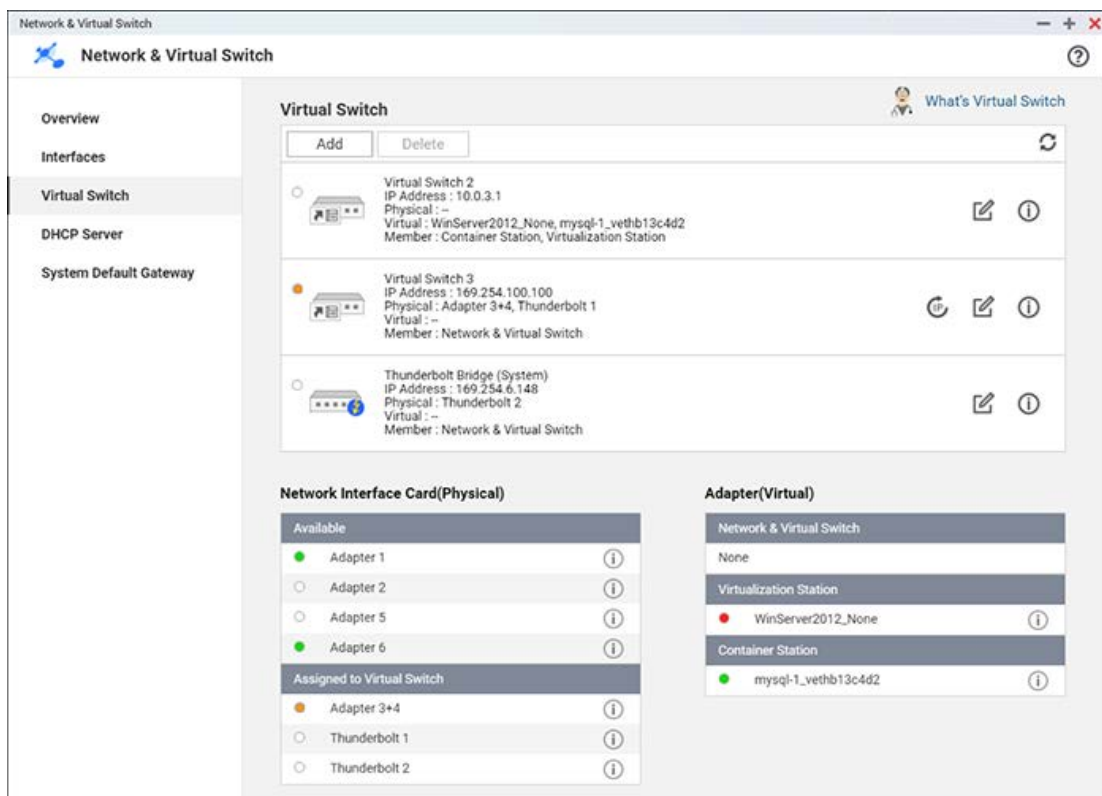 Network & Virtual Switch
Network & Virtual Switch
Overview
Interfaces
Virtual Switch
DHCP Server
System Default Gateway
Virtual Switch
What's Virtual Switch
Add
Delete
Virtual Switch 2
IP Address : 10.0.3.1
Physical : --
Virtual : WinServer2012_None, mysql-1_vethb13c4d2
Member : Container Station, Virtualization Station
Virtual Switch 3
IP Address : 169.254.100.100
Physical : Adapter 3+4, Thunderbolt 1
Virtual : --
Member : Network & Virtual Switch
IP
Thunderbolt Bridge (System)
IP Address : 169.254.6.148
Physical : Thunderbolt 2
Virtual : --
Member : Network & Virtual Switch
Network Interface Card(Physical)
Available
Adapter 1
Adapter 2
Adapter 5
Adapter 6
Assigned to Virtual Switch
Adapter 3+4
Thunderbolt 1
Thunderbolt 2
Adapter(Virtual)
Network & Virtual Switch
None
Virtualization Station
WinServer2012_None
Container Station
mysql-1_vethb13c4d2